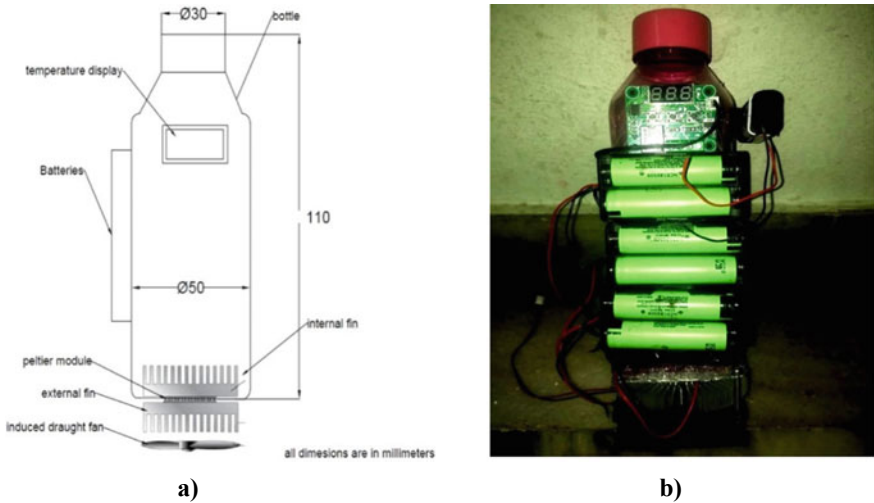 Ø30
bottle
temperature display
Batteries
110
Ø50
internal fin
peltier module
external fin
induced draught fan
all dimesions are in millimeters
a)
b)